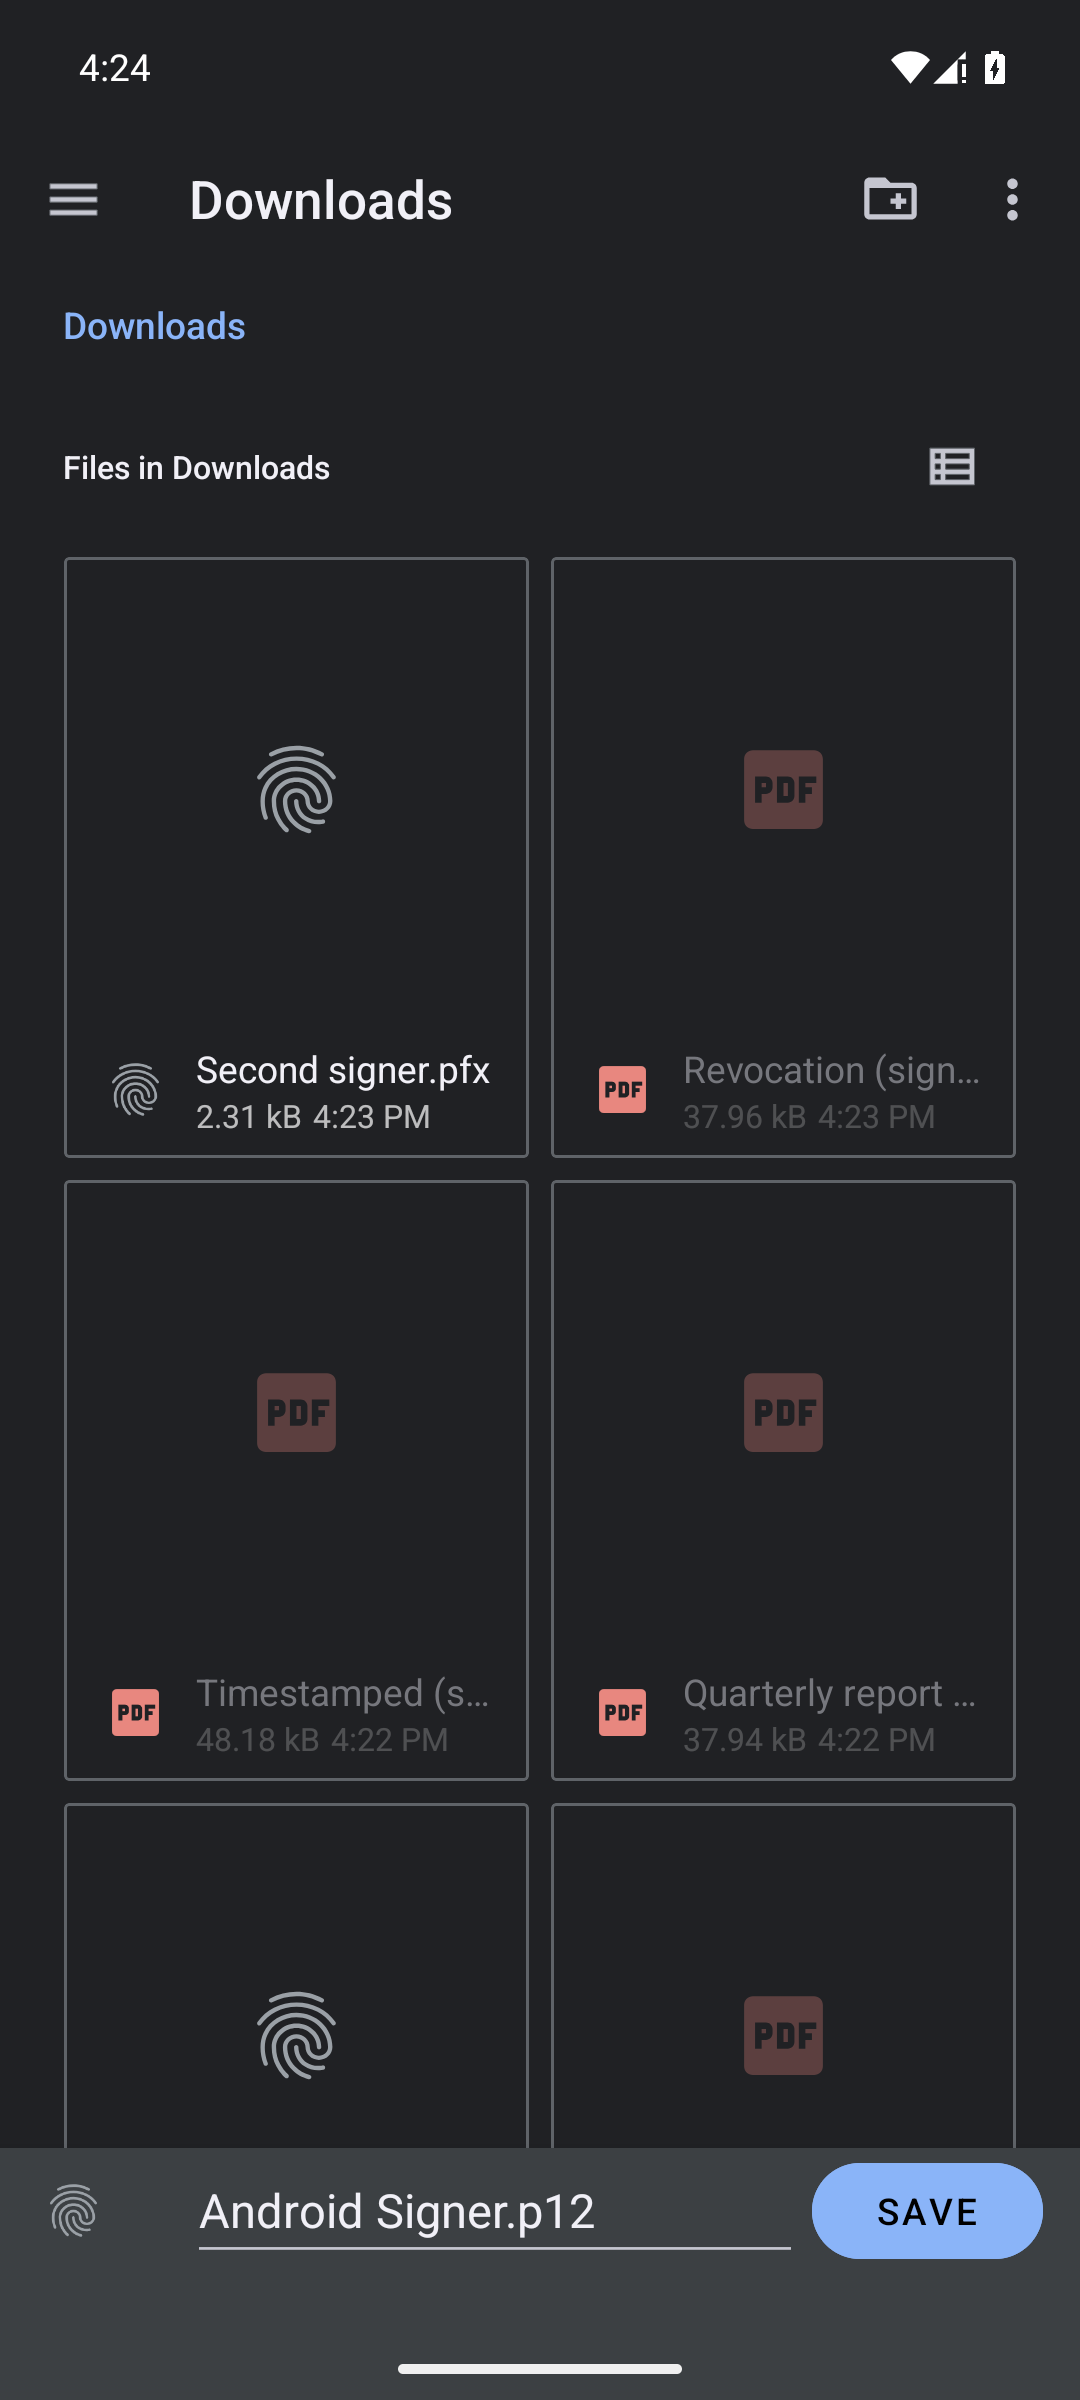 4:24
Downloads
Downloads
Files in Downloads
PDF
Second signer.pfx
2.31 kB 4:23 PM
PDF
Revocation (sign…
37.96 kB 4:23 PM
PDF
PDF
PDF
Timestamped (s…
48.18 kB 4:22 PM
PDF
Quarterly report …
37.94 kB 4:22 PM
PDF
Android Signer.p12
SAVE